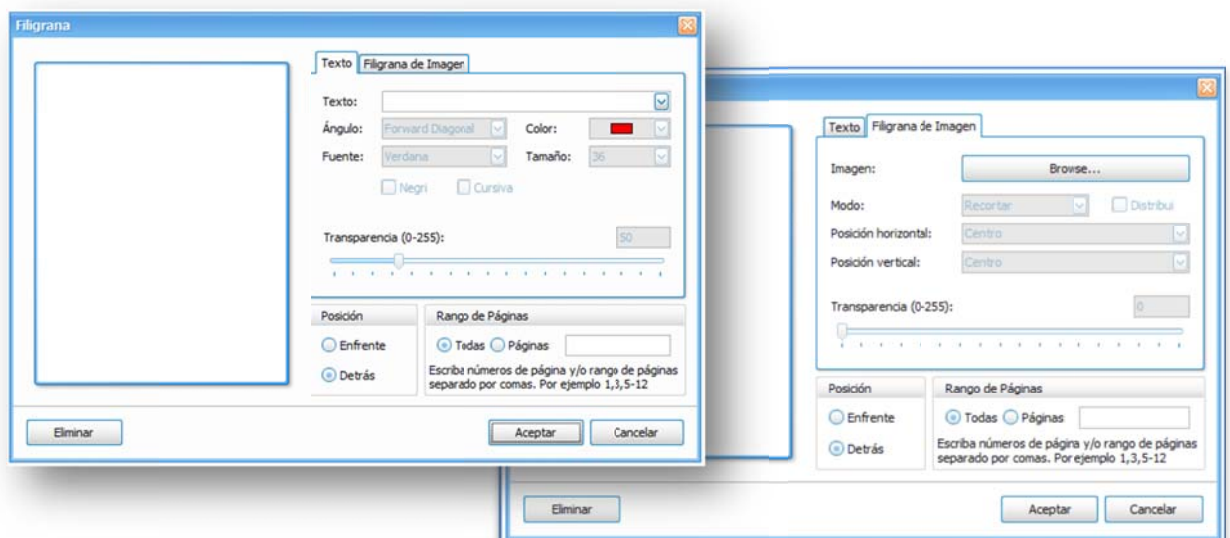 Filigrana
Texto Filigrana de Imagen
Texto:
Ángulo: Forward Diagonal Color:
Fuente: Verdana Tamaño: 36
Negri Cursiva
Transparencia (0-255): 50
Posición Rango de Páginas
Enfrente Todas Páginas
Detrás Escriba números de página y/o rango de páginas
separado por comas. Por ejemplo 1,3,5-12
Eliminar Aceptar Cancelar
Texto Filigrana de Imagen
Imagen: Browse...
Modo: Recortar Distribui
Posición horizontal: Centro
Posición vertical: Centro
Transparencia (0-255): 0
Posición Rango de Páginas
Enfrente Todas Páginas
Detrás Escriba números de página y/o rango de páginas
separado por comas. Por ejemplo 1,3,5-12
Eliminar Aceptar Cancelar